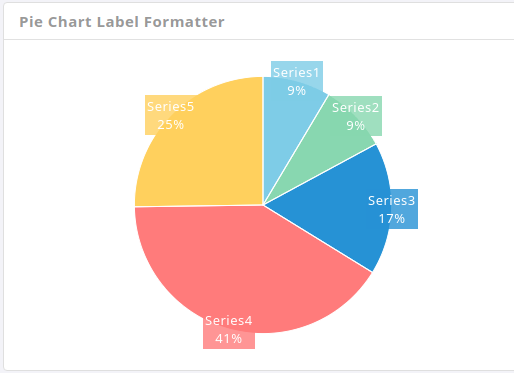 Pie Chart Label Formatter
Series1
9%
Series2
9%
Series3
17%
Series4
41%
Series5
25%